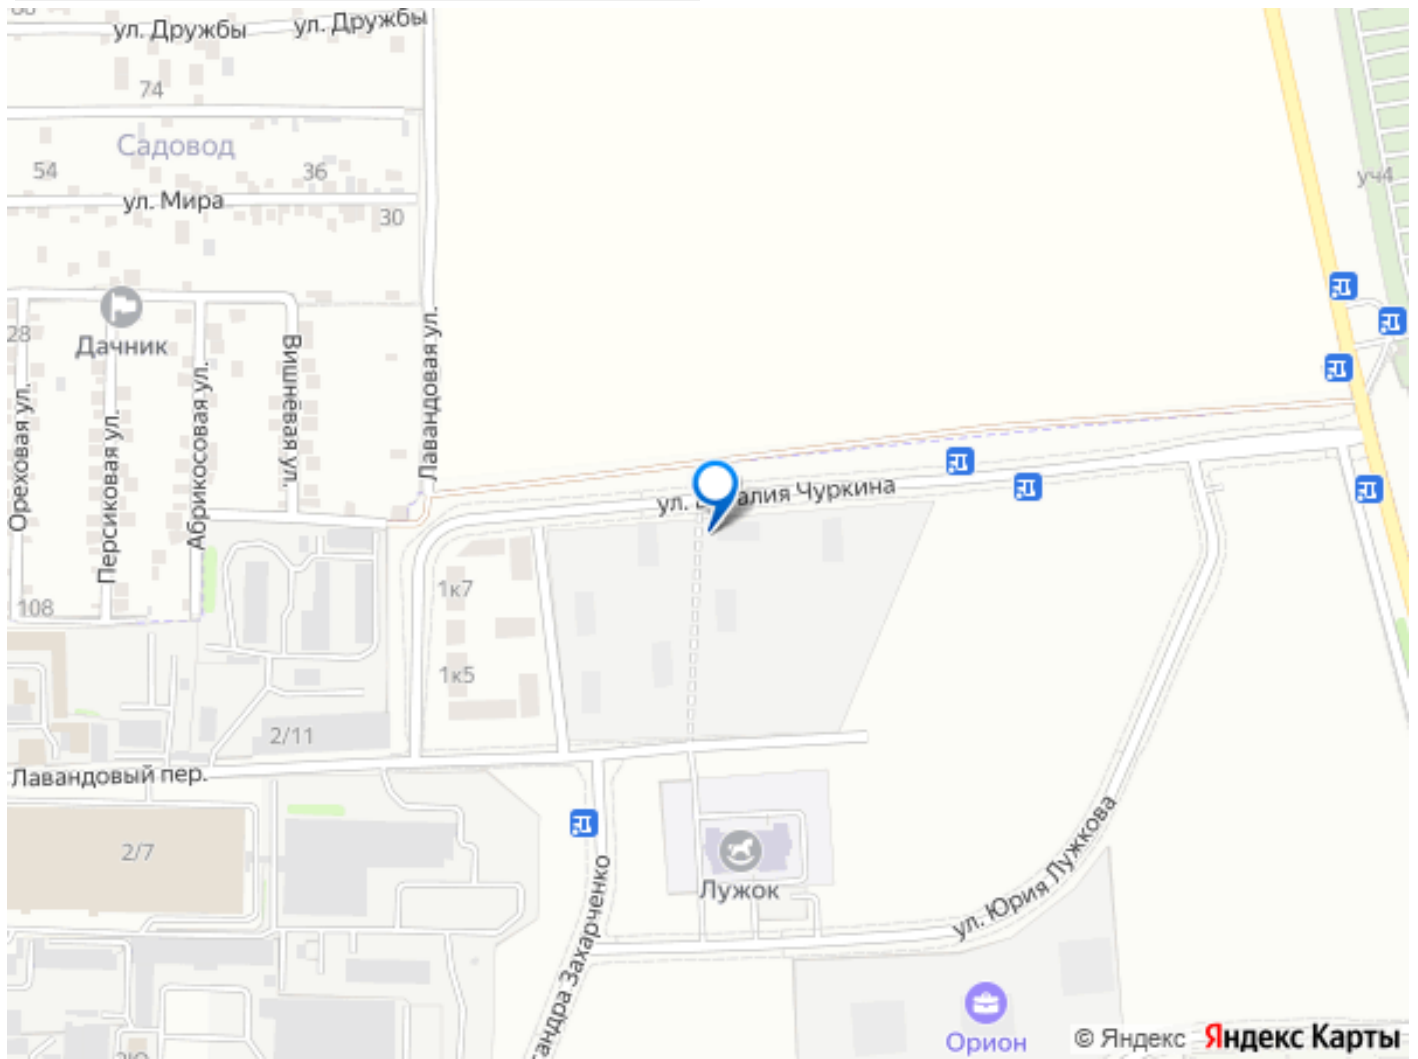 ул. Дружбы
ул. Дружбы
74
Садовод
54
36
уч4
ул. Мира
30
28
Дачник
Ореховая ул.
Персиковая ул.
Абрикосовая ул.
Вишнёвая ул.
Лавандовая ул.
ул. алия Чуркина
1к7
108
1к5
2/11
Лавандовый пер.
2/7
Лужок
андра Захарченко
ул. Юрия Лужкова
Орион
© Яндекс Яндекс Карты